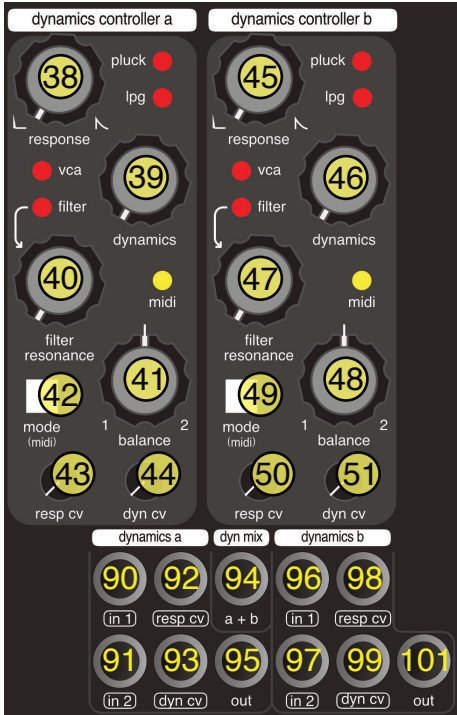 dynamics controller a
dynamics controller b
38
pluck
lpg
response
vca
39
filter
dynamics
40
midi
filter
resonance
41
42
mode
(midi)
1
2
balance
43
44
resp cv
dyn cv
45
pluck
lpg
response
vca
46
filter
dynamics
47
midi
filter
resonance
48
49
mode
(midi)
1
2
balance
50
51
resp cv
dyn cv
dynamics a
dyn mix
dynamics b
90
92
94
96
98
in 1
resp cv
a + b
in 1
resp cv
91
93
95
97
99
101
in 2
dyn cv
out
in 2
dyn cv
out